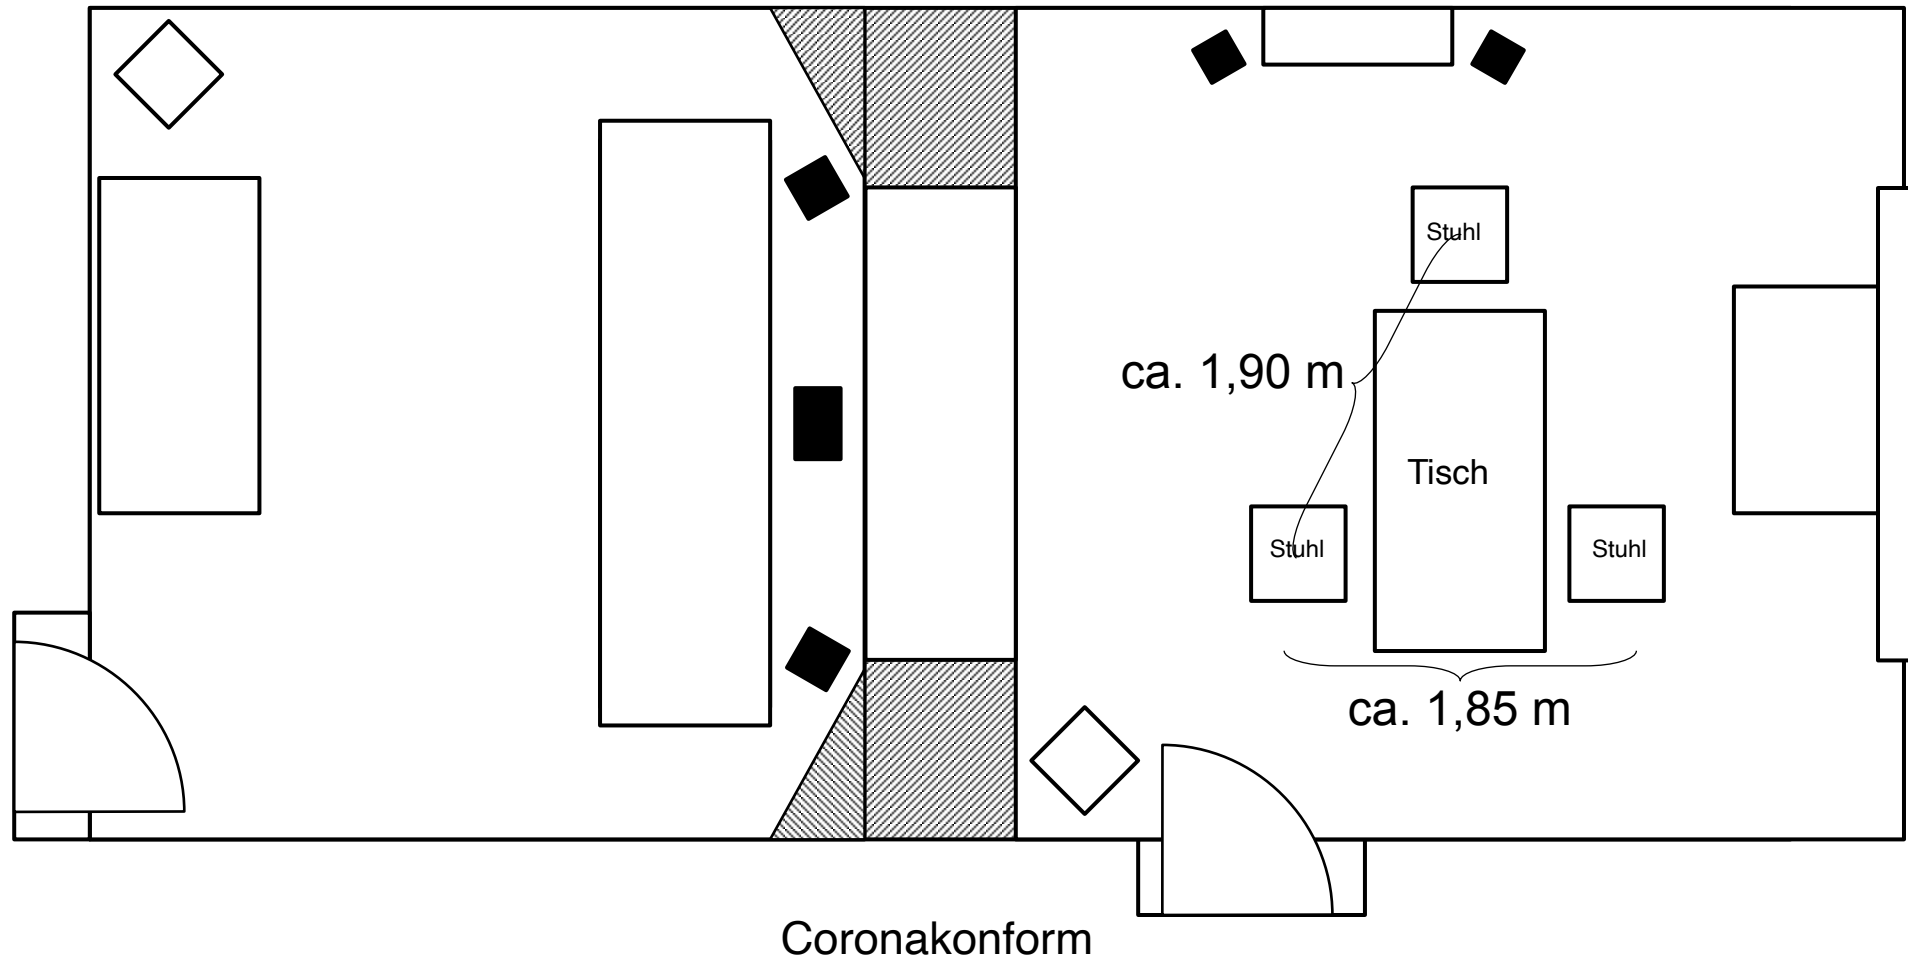 Stuhl
ca. 1,90 m
Tisch
Stuhl
Stuhl
ca. 1,85 m
Coronakonform